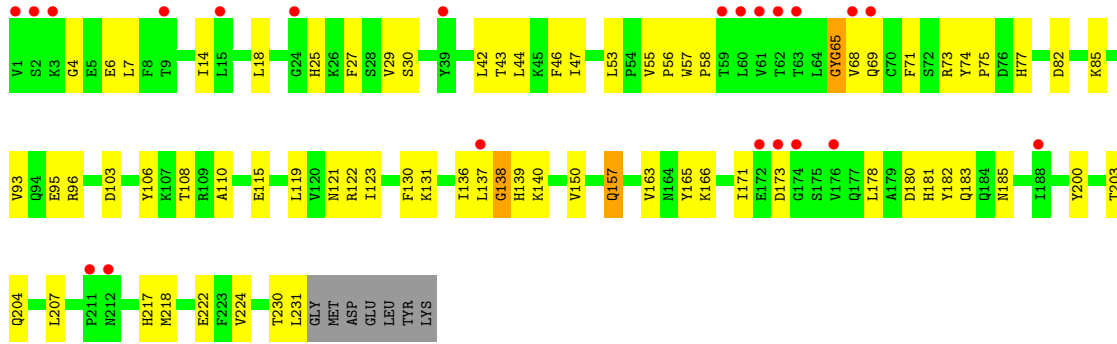 V1 S2 K3 G4 E5 E6 L7 F8 T9 I14 L15 L18 G24 H25 K26 F27 S28 V29 S30 Y39 L42 T43 L44 K45 F46 I47 L53 P54 V55 P56 W57 P58 T59 L60 V61 T62 T63 L64 GYG65 V68 Q69 C70 F71 S72 R73 Y74 P75 D76 H77 D82 K85
V93 Q94 E95 R96 D103 Y106 K107 T108 R109 A110 E115 L119 V120 N121 R122 I123 F130 K131 I136 L137 G138 H139 K140 V150 Q157 V163 N164 Y165 K166 I171 E172 D173 G174 S175 V176 Q177 L178 A179 D180 H181 Y182 Q183 Q184 N185 I188 Y200 T203
Q204 L207 P211 N212 H217 M218 E222 F223 V224 T230 L231 GLY MET ASP GLU LEU TYR LYS